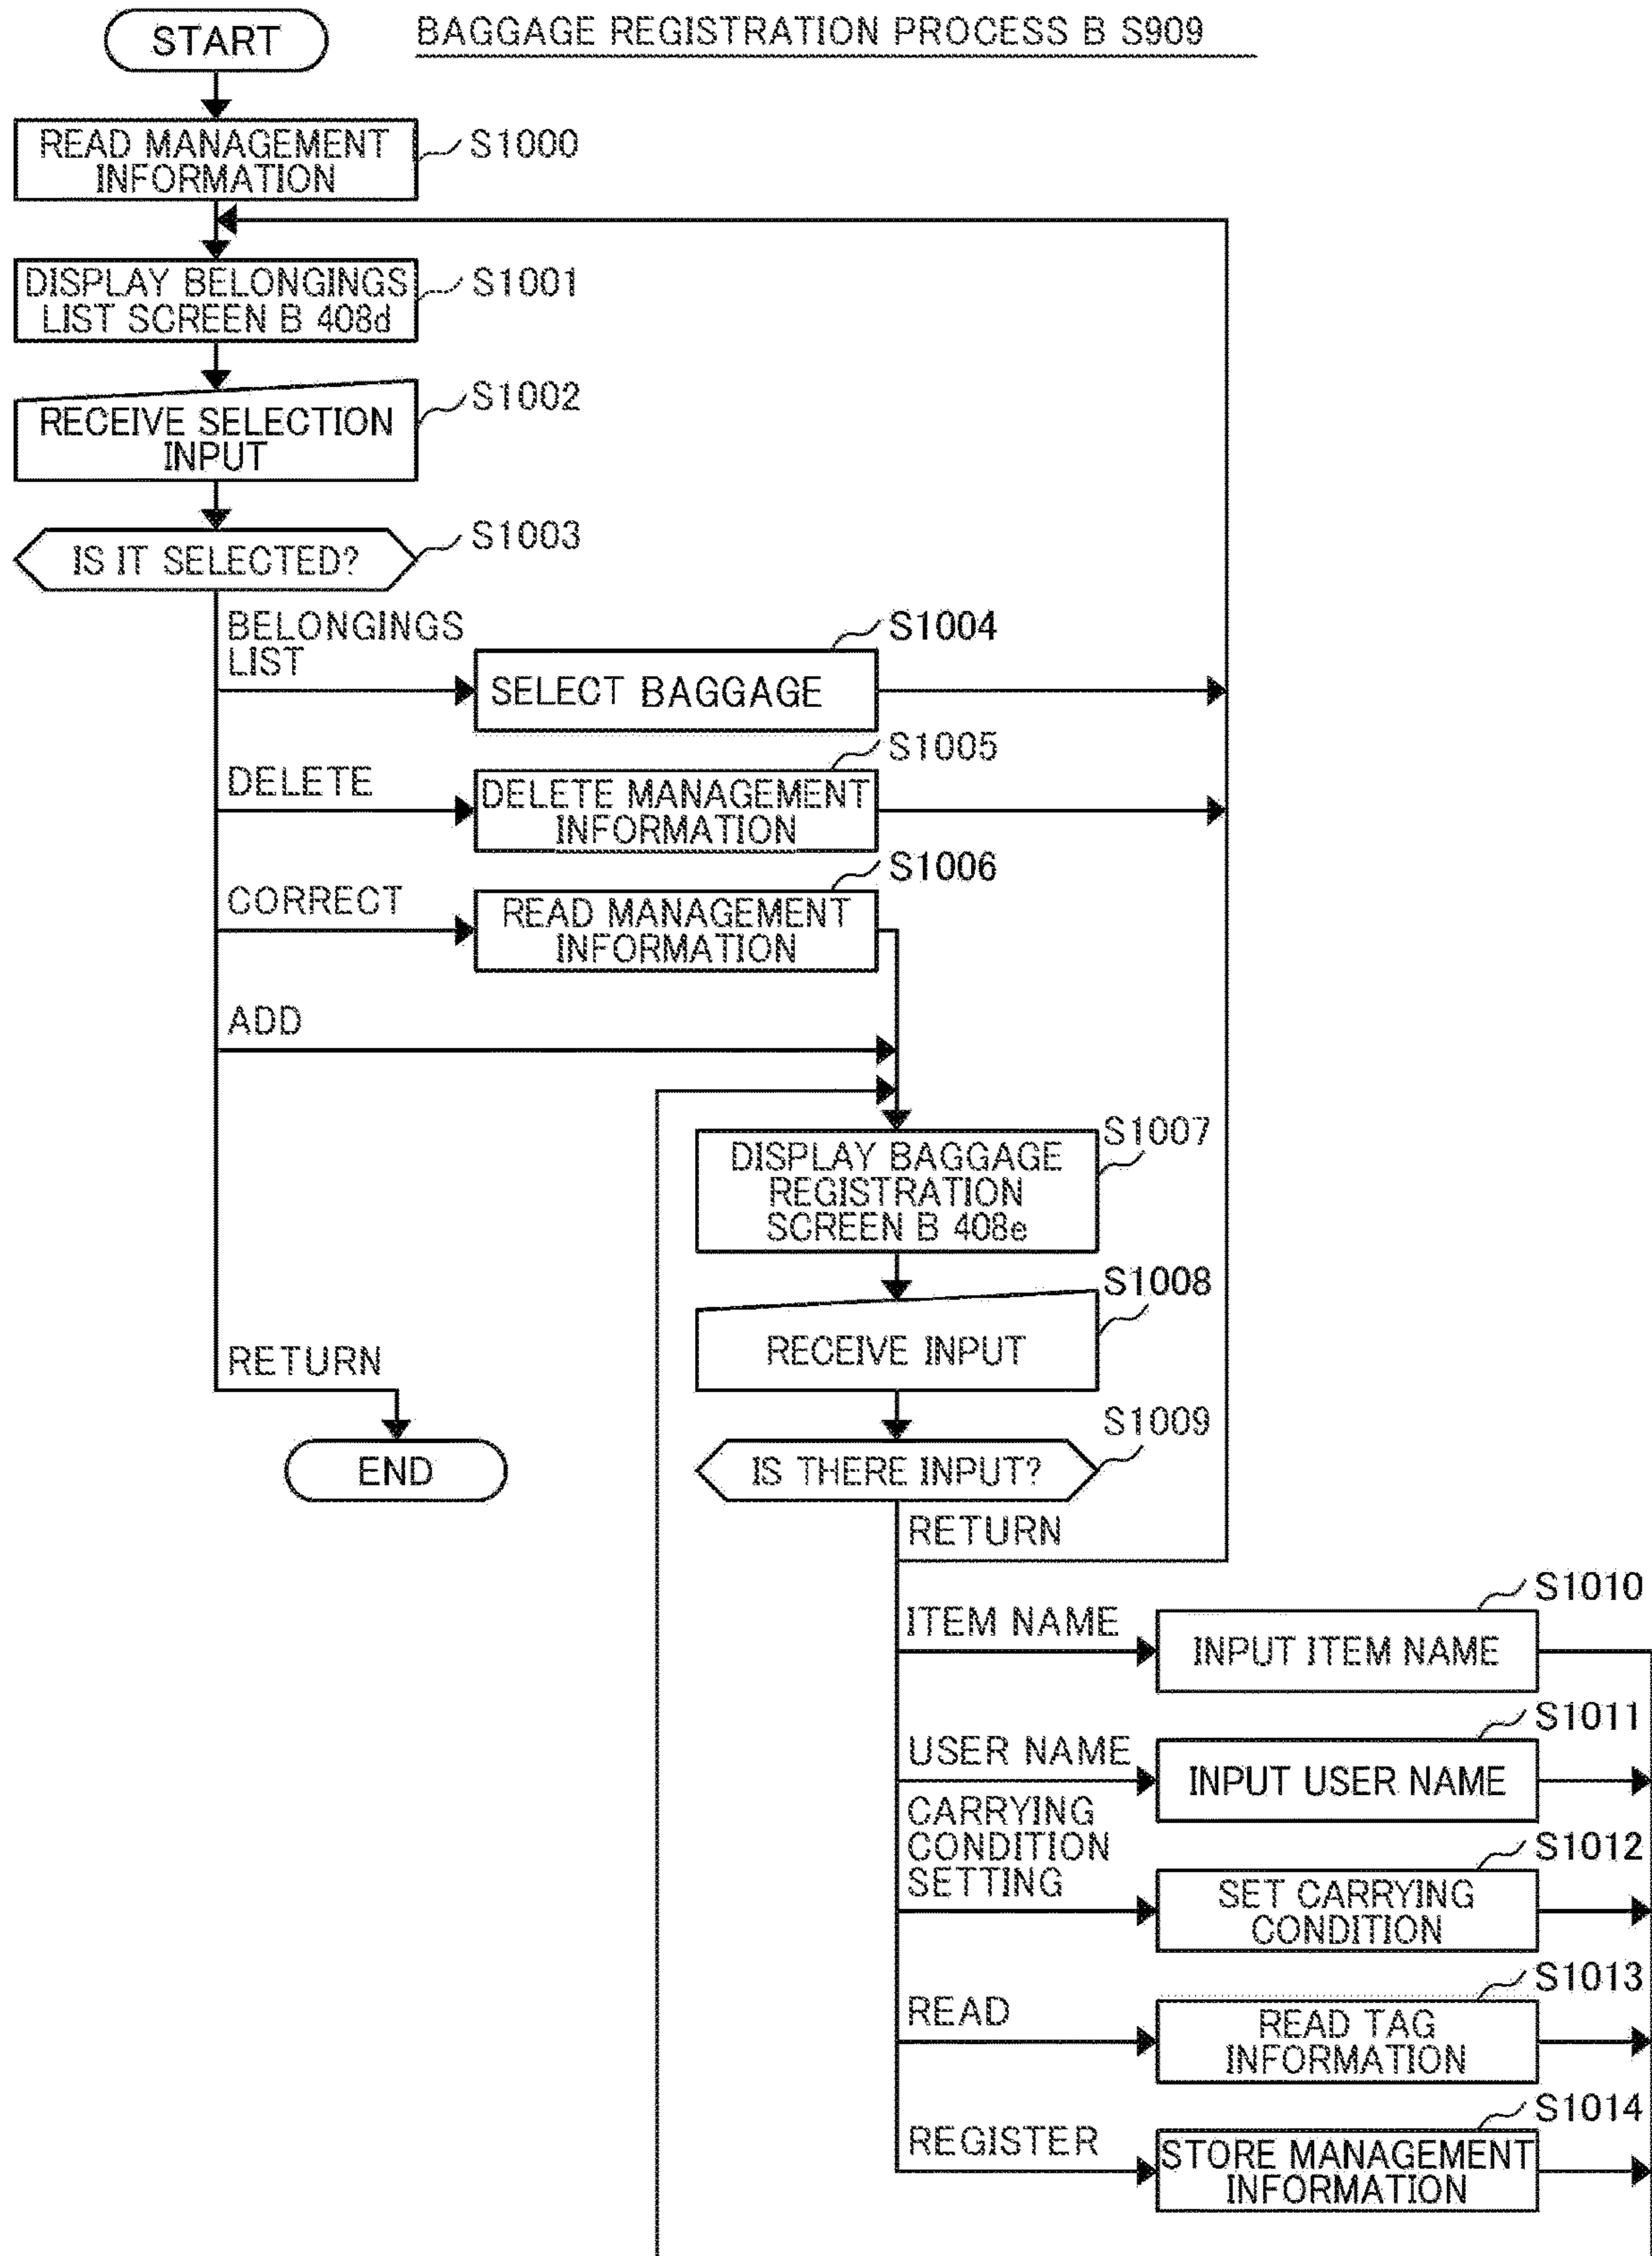 START
BAGGAGE REGISTRATION PROCESS B S909
READ MANAGEMENT
INFORMATION
S1000
DISPLAY BELONGINGS
LIST SCREEN B 408d
S1001
RECEIVE SELECTION
INPUT
S1002
IS IT SELECTED?
S1003
BELONGINGS
LIST
SELECT BAGGAGE
S1004
DELETE
DELETE MANAGEMENT
INFORMATION
S1005
CORRECT
READ MANAGEMENT
INFORMATION
S1006
ADD
DISPLAY BAGGAGE
REGISTRATION
SCREEN B 408e
S1007
RECEIVE INPUT
S1008
RETURN
END
IS THERE INPUT?
S1009
RETURN
ITEM NAME
INPUT ITEM NAME
S1010
USER NAME
INPUT USER NAME
S1011
CARRYING
CONDITION
SETTING
SET CARRYING
CONDITION
S1012
READ
READ TAG
INFORMATION
S1013
REGISTER
STORE MANAGEMENT
INFORMATION
S1014